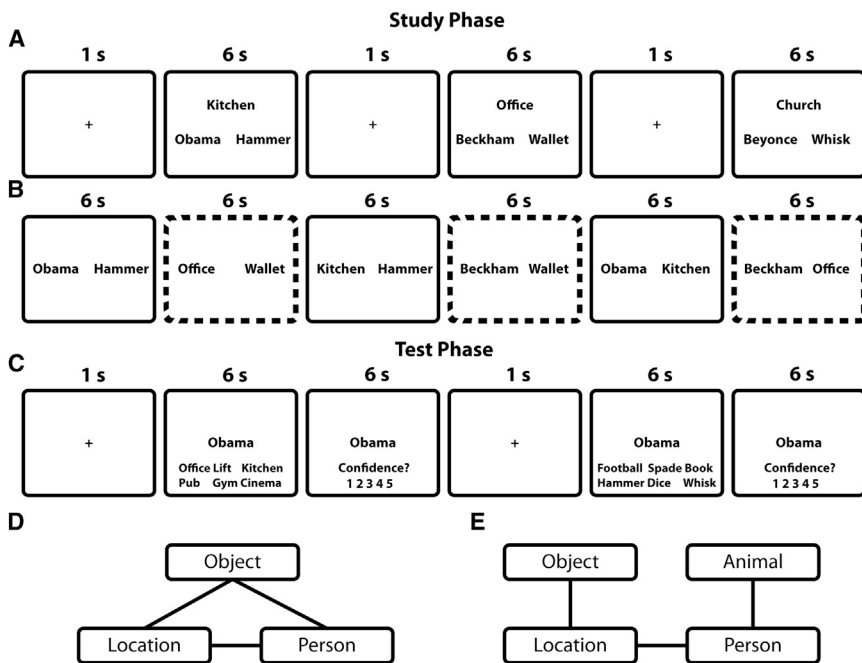 Study Phase
A
1 s 6 s 1 s 6 s 1 s 6 s
Kitchen Office Church
+ + +
Obama Hammer Beckham Wallet Beyonce Whisk
B
6 s 6 s 6 s 6 s 6 s 6 s
Obama Hammer Office Wallet Kitchen Hammer Beckham Wallet Obama Kitchen Beckham Office
Test Phase
C
1 s 6 s 6 s 1 s 6 s 6 s
+ Obama Obama + Obama Obama
Office Lift Kitchen Confidence? Football Spade Book Confidence?
Pub Gym Cinema 1 2 3 4 5 Hammer Dice Whisk 1 2 3 4 5
D E
Object Object Animal
Location Person Location Person